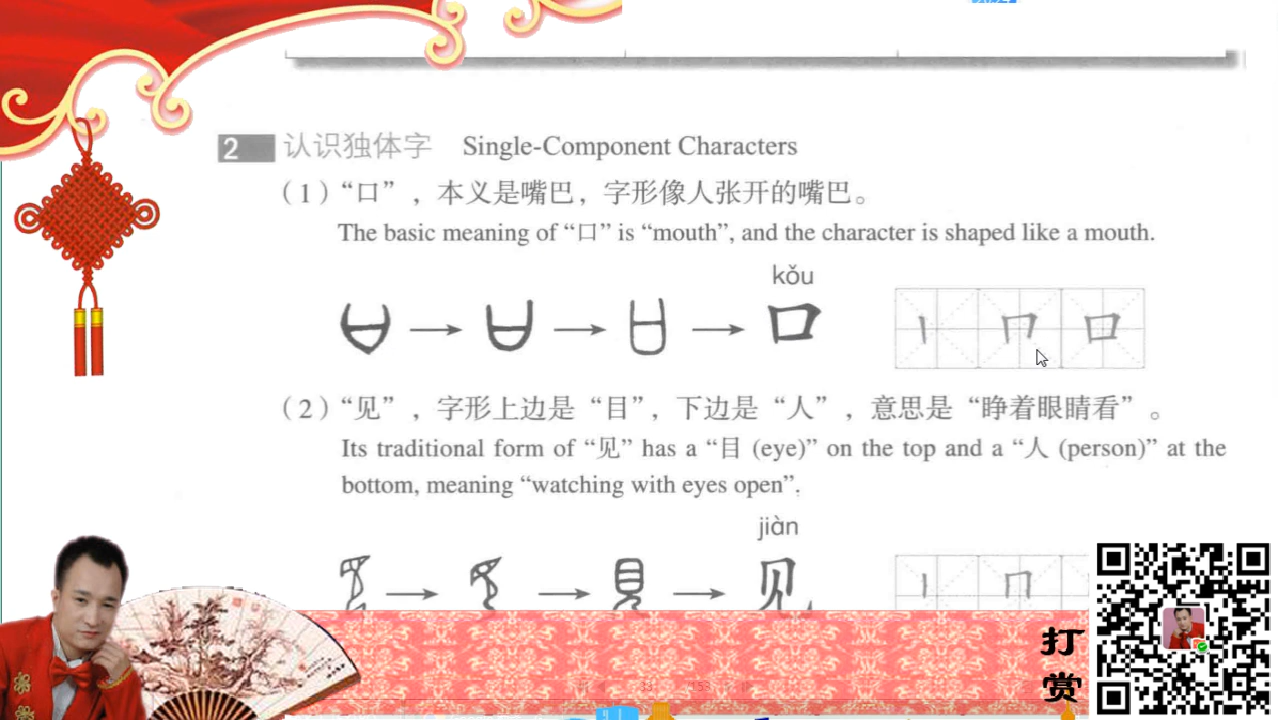 2 认识独体字 Single-Component Characters
（1）“口”，本义是嘴巴，字形像人张开的嘴巴。
The basic meaning of “口” is “mouth”, and the character is shaped like a mouth.
kǒu
口
（2）“见”，字形上边是“目”，下边是“人”，意思是“睁着眼睛看”。
Its traditional form of “见” has a “目 (eye)” on the top and a “人 (person)” at the
bottom, meaning “watching with eyes open”.
jiàn
見 见
打
赏